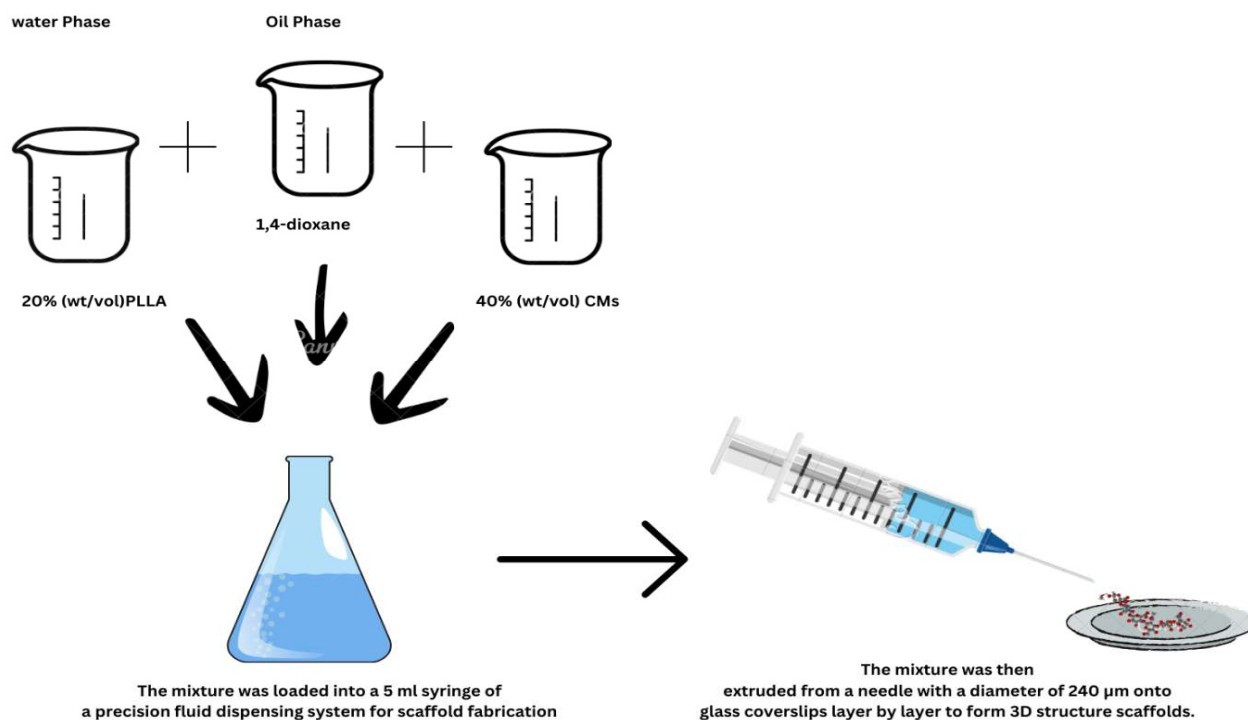 water Phase
Oil Phase
1,4-dioxane
20% (wt/vol)PLLA
40% (wt/vol) CMs
The mixture was loaded into a 5 ml syringe of
a precision fluid dispensing system for scaffold fabrication
The mixture was then
extruded from a needle with a diameter of 240 µm onto
glass coverslips layer by layer to form 3D structure scaffolds.